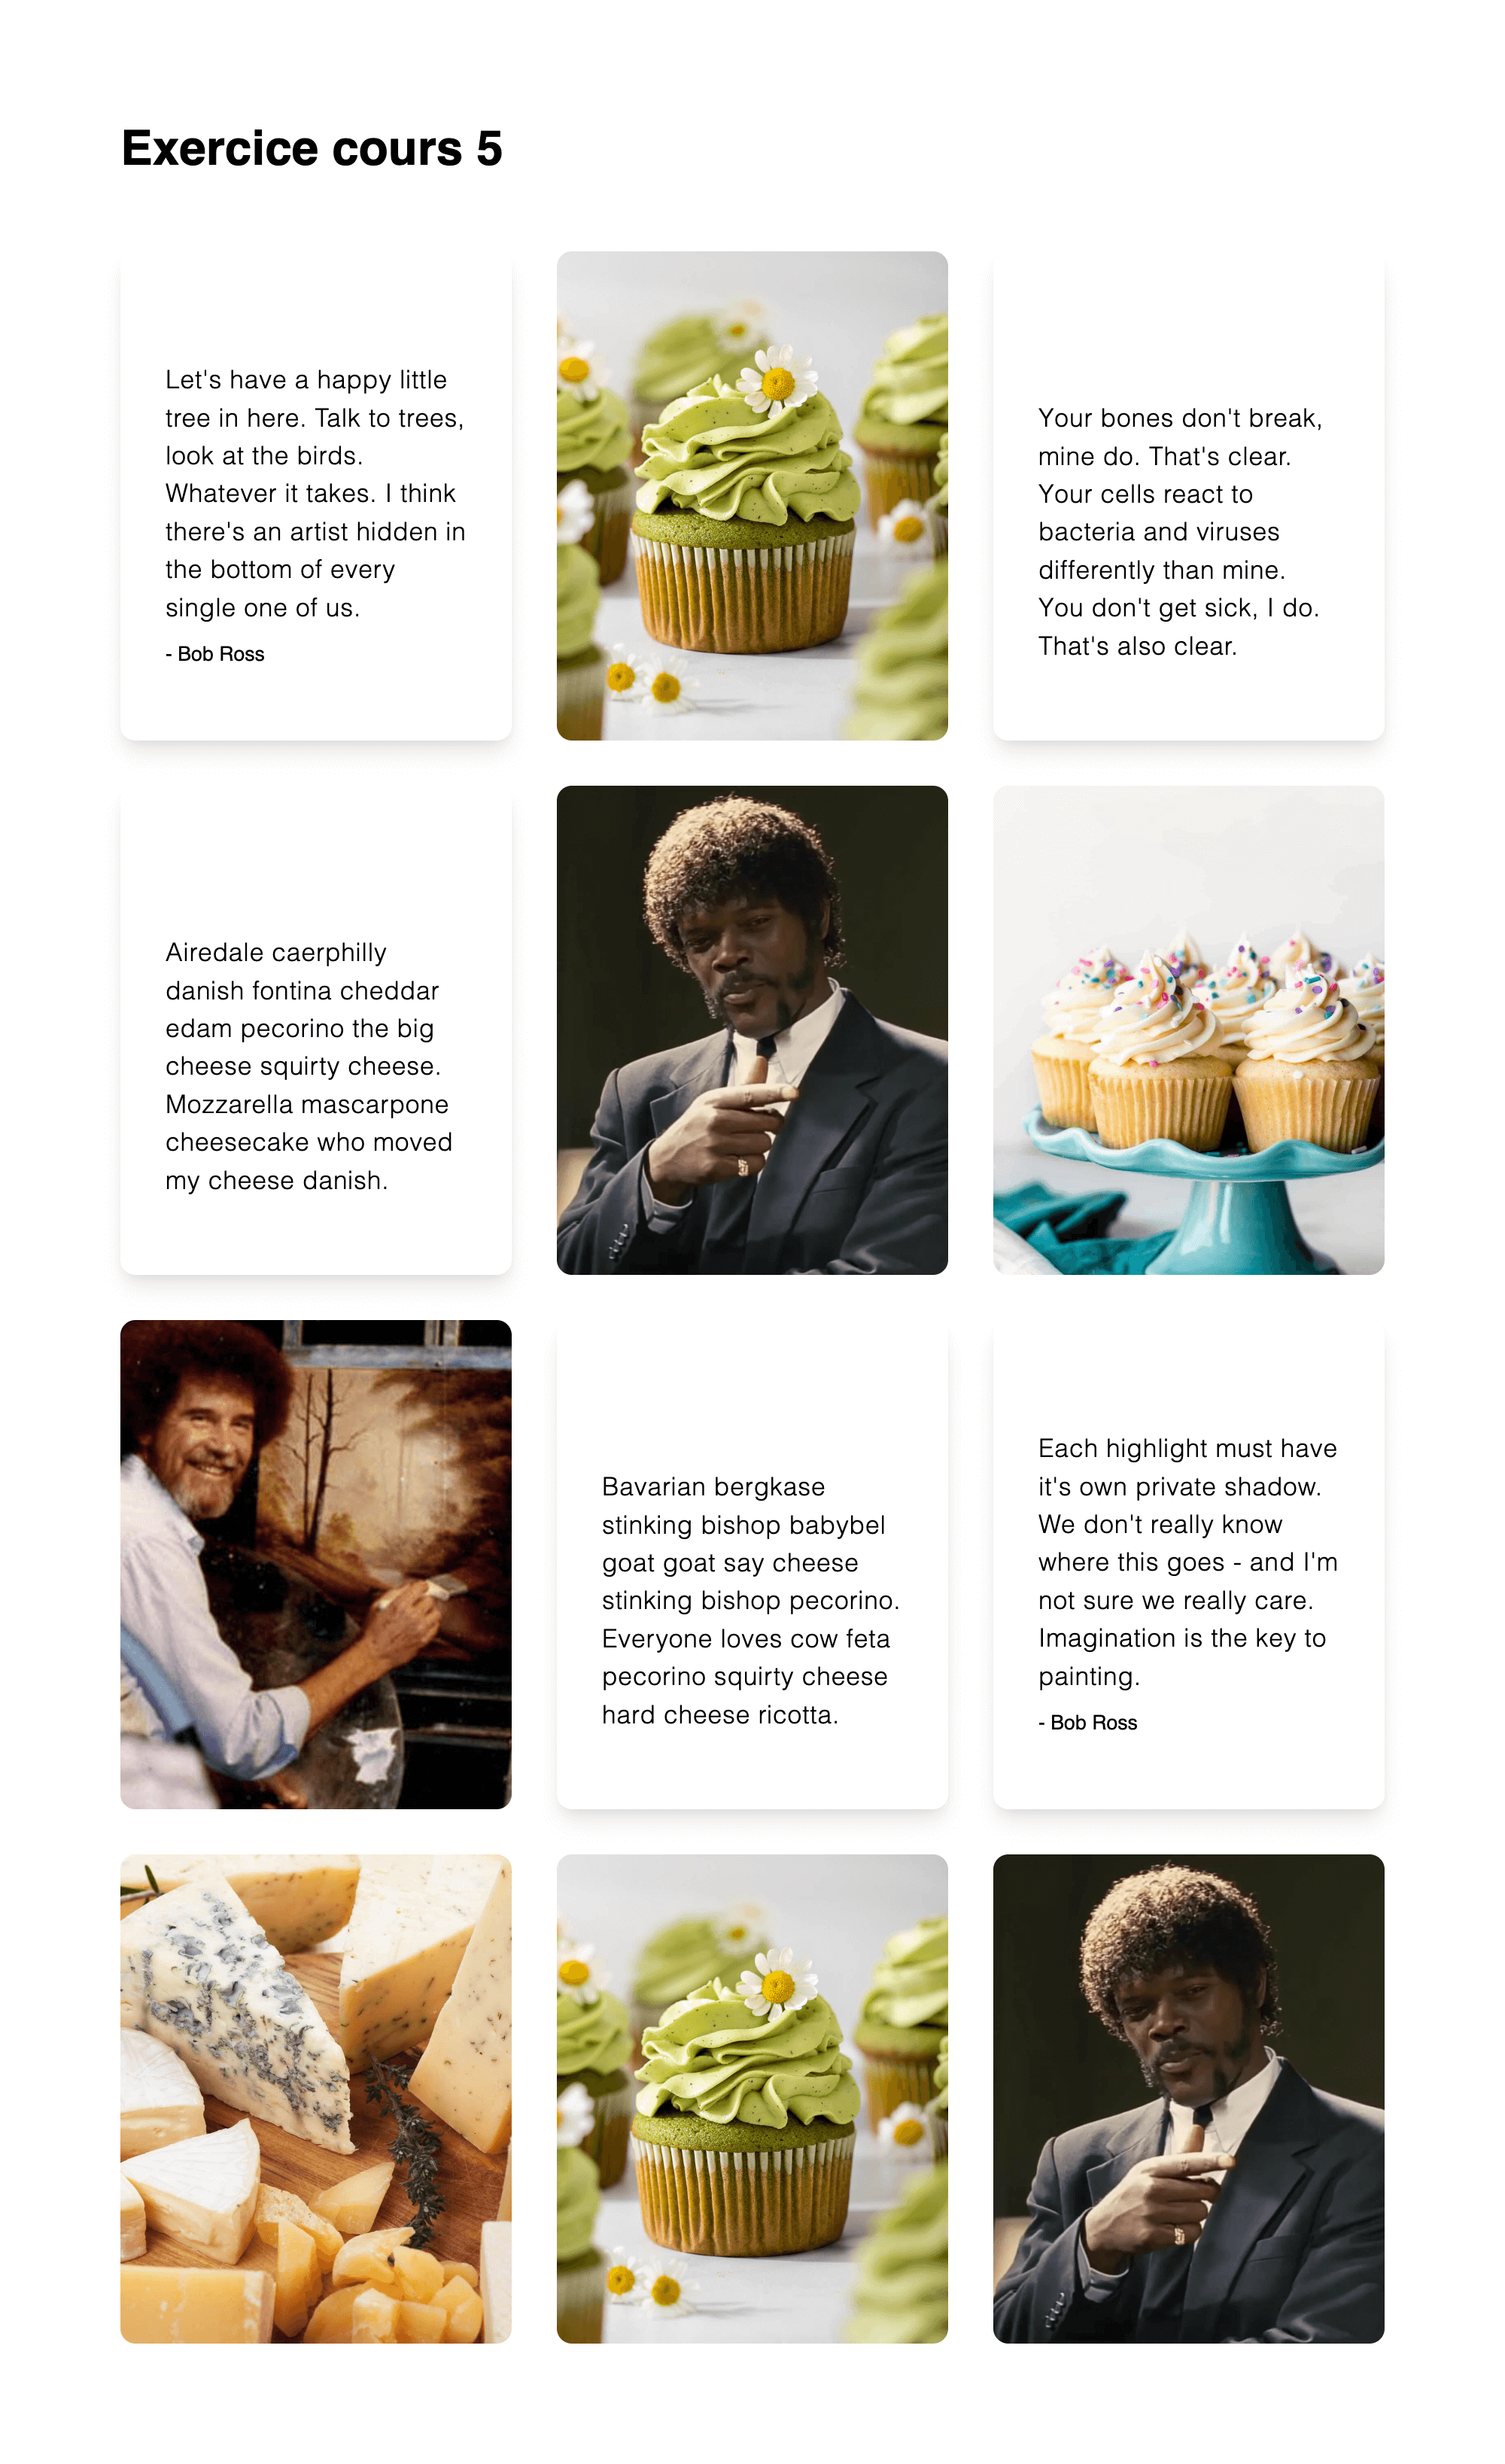 Exercice cours 5
Let's have a happy little
tree in here. Talk to trees,
look at the birds.
Whatever it takes. I think
there's an artist hidden in
the bottom of every
single one of us.
- Bob Ross
Your bones don't break,
mine do. That's clear.
Your cells react to
bacteria and viruses
differently than mine.
You don't get sick, I do.
That's also clear.
Airedale caerphilly
danish fontina cheddar
edam pecorino the big
cheese squirty cheese.
Mozzarella mascarpone
cheesecake who moved
my cheese danish.
Bavarian bergkase
stinking bishop babybel
goat goat say cheese
stinking bishop pecorino.
Everyone loves cow feta
pecorino squirty cheese
hard cheese ricotta.
Each highlight must have
it's own private shadow.
We don't really know
where this goes - and I'm
not sure we really care.
Imagination is the key to
painting.
- Bob Ross